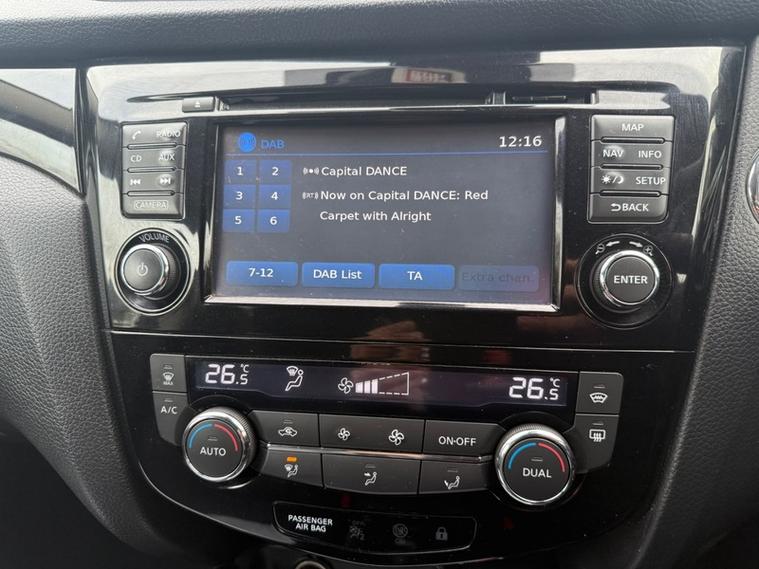 RADIO
CD AUX
CAMERA
VOLUME
DAB
12:16
1 2
3 4
5 6
Capital DANCE
(RT) Now on Capital DANCE: Red
Carpet with Alright
7-12
DAB List
TA
Extra chan.
MAP
NAV INFO
SETUP
BACK
ENTER
26.5°C
26.5°C
MAX
A/C
AUTO
ON·OFF
DUAL
PASSENGER
AIR BAG